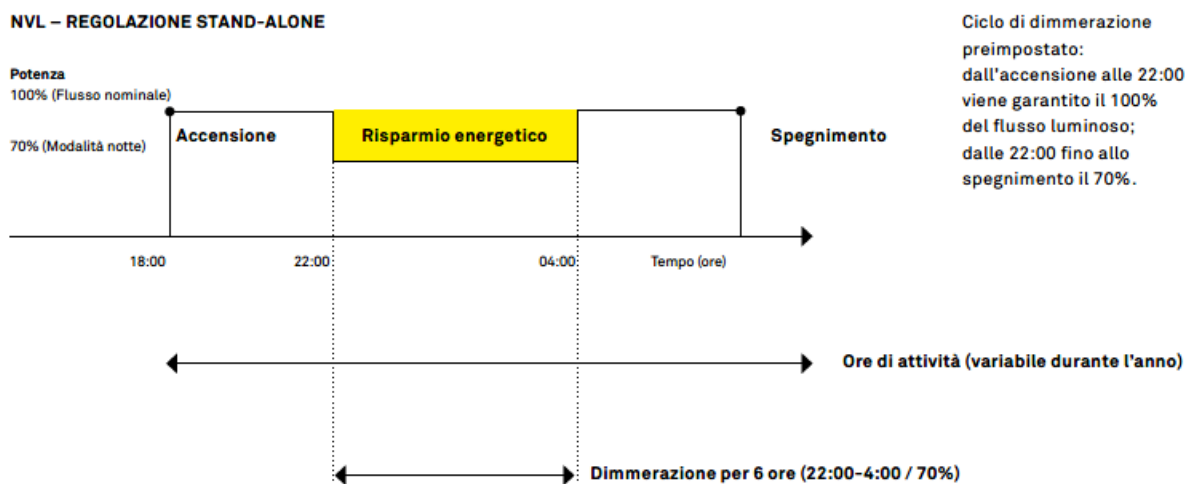 NVL – REGOLAZIONE STAND-ALONE
Potenza
100% (Flusso nominale)
70% (Modalità notte)
Accensione
Risparmio energetico
Spegnimento
18:00
22:00
04:00
Tempo (ore)
Ore di attività (variabile durante l'anno)
Dimmerazione per 6 ore (22:00-4:00 / 70%)
Ciclo di dimmerazione
preimpostato:
dall'accensione alle 22:00
viene garantito il 100%
del flusso luminoso;
dalle 22:00 fino allo
spegnimento il 70%.